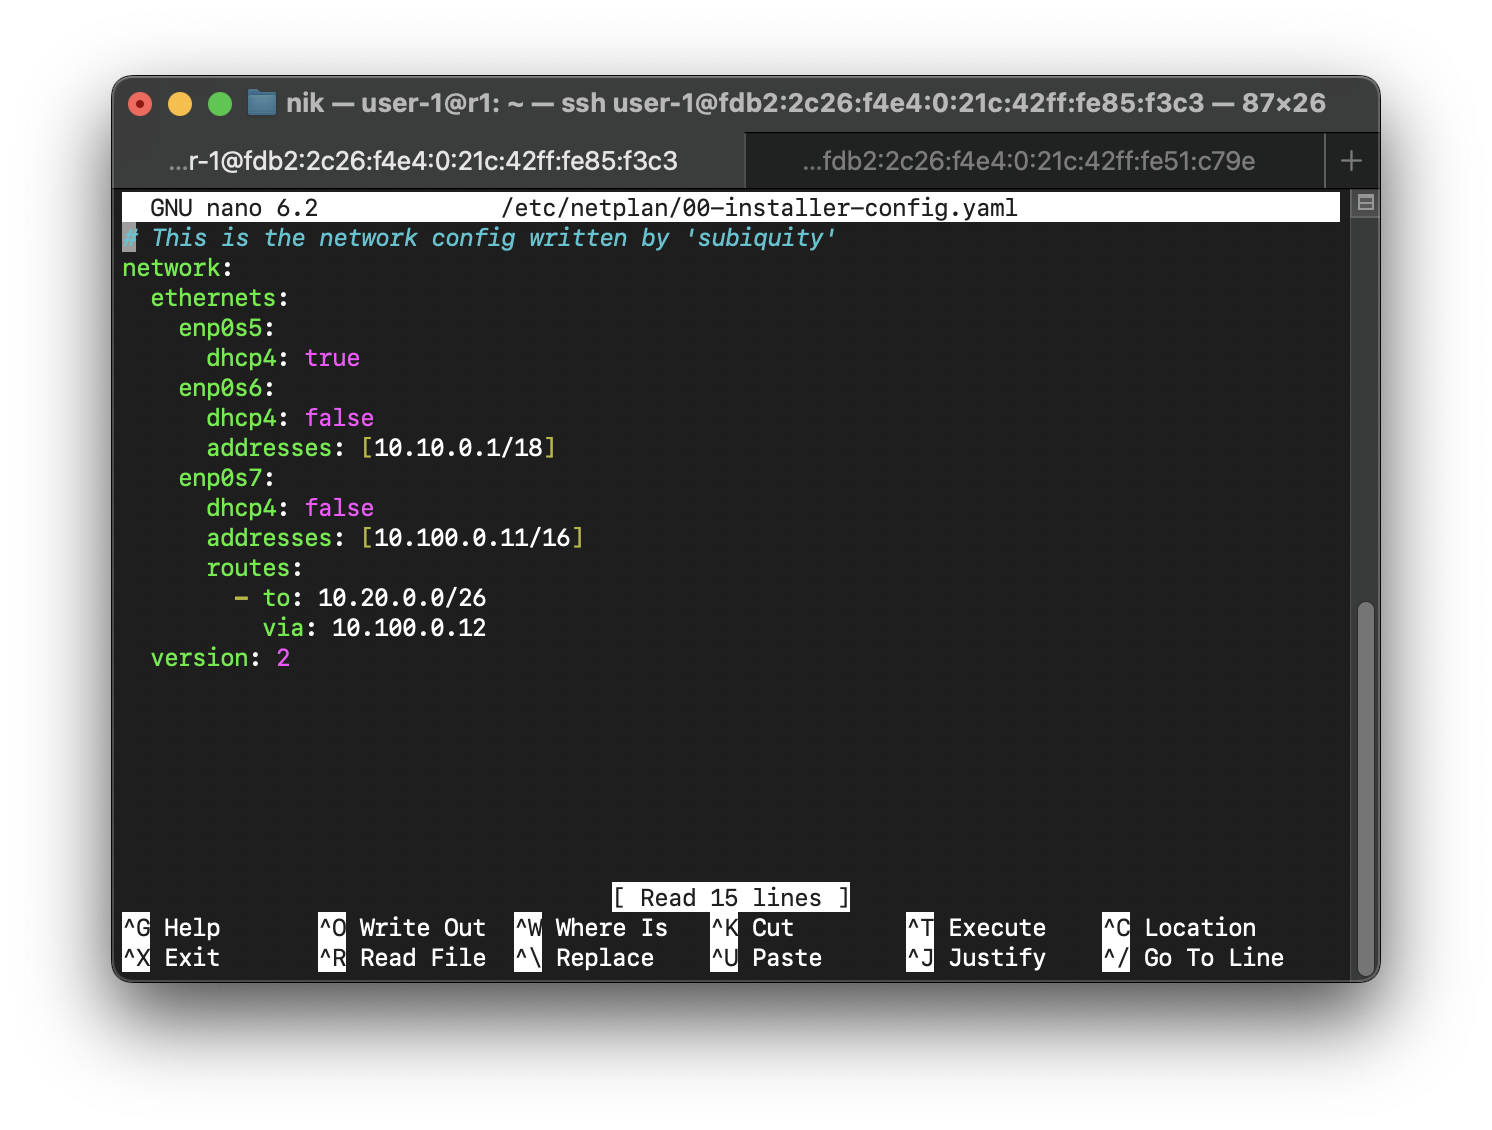 nik — user-1@r1: ~ — ssh user-1@fdb2:2c26:f4e4:0:21c:42ff:fe85:f3c3 — 87×26
...r-1@fdb2:2c26:f4e4:0:21c:42ff:fe85:f3c3 ...fdb2:2c26:f4e4:0:21c:42ff:fe51:c79e +
GNU nano 6.2 /etc/netplan/00-installer-config.yaml
# This is the network config written by 'subiquity'
network:
  ethernets:
    enp0s5:
      dhcp4: true
    enp0s6:
      dhcp4: false
      addresses: [10.10.0.1/18]
    enp0s7:
      dhcp4: false
      addresses: [10.100.0.11/16]
      routes:
        - to: 10.20.0.0/26
          via: 10.100.0.12
  version: 2
[ Read 15 lines ]
^G Help ^O Write Out ^W Where Is ^K Cut ^T Execute ^C Location
^X Exit ^R Read File ^\ Replace ^U Paste ^J Justify ^/ Go To Line